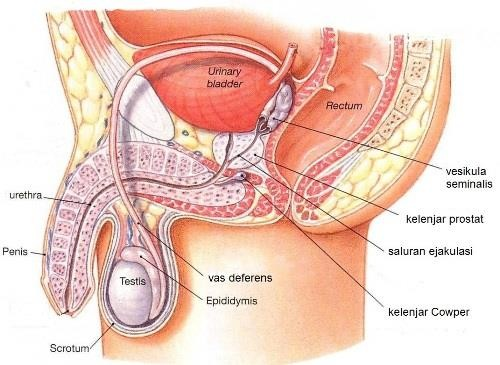 Urinary
bladder
Rectum
vesikula
seminalis
urethra
kelenjar prostat
Penis
saluran ejakulasi
vas deferens
Testis
Epididymis
kelenjar Cowper
Scrotum